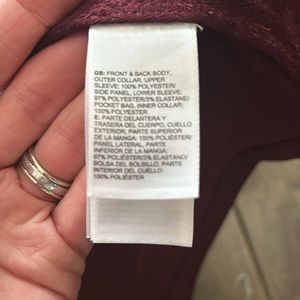 GB: FRONT & BACK BODY,
OUTER COLLAR, UPPER
SLEEVE: 100% POLYESTER/
SIDE PANEL, LOWER SLEEVE:
97% POLYESTER/3% ELASTANE/
POCKET BAG, INNER COLLAR:
100% POLYESTER
E: PARTE DELANTERA Y
TRASERA DEL CUERPO, CUELLO
EXTERIOR, PARTE SUPERIOR
DE LA MANGA: 100% POLIÉSTER/
PANEL LATERAL, PARTE
INFERIOR DE LA MANGA:
97% POLIÉSTER/3% ELASTANO/
BOLSA DEL BOLSILLO, PARTE
INTERIOR DEL CUELLO:
100% POLIÉSTER